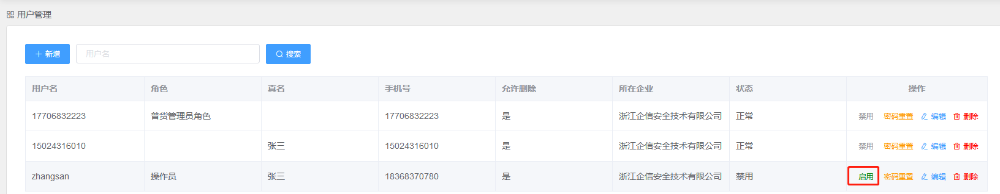 用户管理
新增 用户名 搜索
用户名 角色 真名 手机号 允许删除 所在企业 状态 操作
17706832223 普货管理员角色 17706832223 是 浙江企信安全技术有限公司 正常 禁用 密码重置 编辑 删除
15024316010 张三 15024316010 是 浙江企信安全技术有限公司 正常 禁用 密码重置 编辑 删除
zhangsan 操作员 张三 18368370780 是 浙江企信安全技术有限公司 禁用 启用 密码重置 编辑 删除